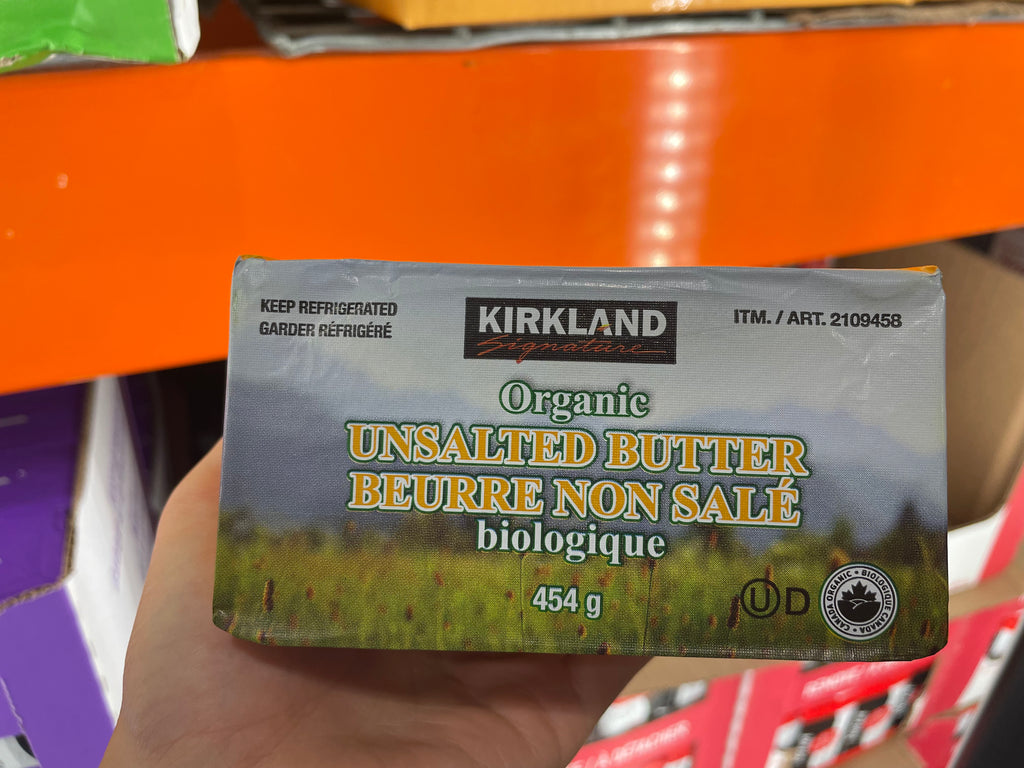 KEEP REFRIGERATED
GARDER RÉFRIGÉRÉ
KIRKLAND
Signature
ITM. / ART. 2109458
Organic
UNSALTED BUTTER
BEURRE NON SALÉ
biologique
454 g
U D
CANADA ORGANIC • BIOLOGIQUE CANADA •